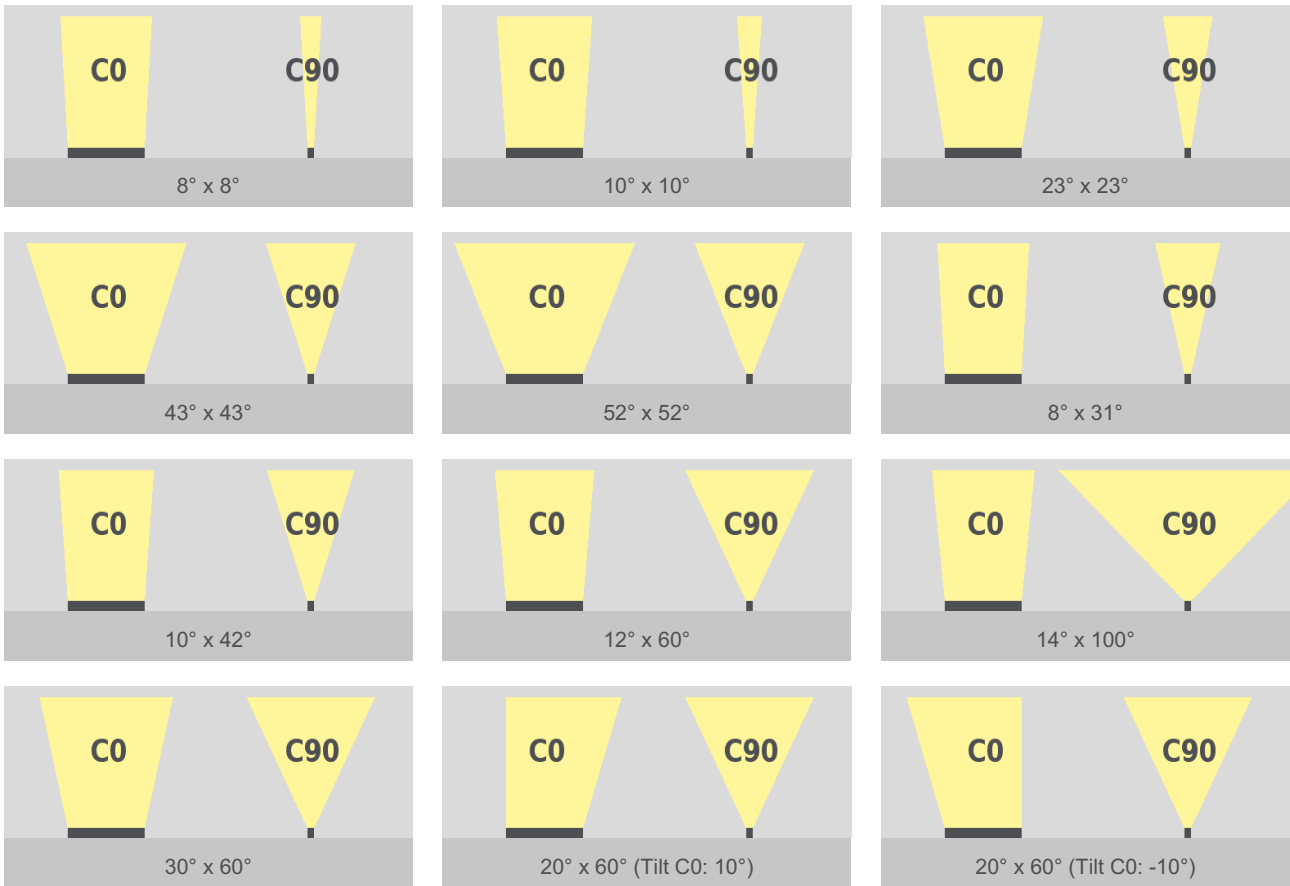 C0 C90
8° x 8°
C0 C90
10° x 10°
C0 C90
23° x 23°
C0 C90
43° x 43°
C0 C90
52° x 52°
C0 C90
8° x 31°
C0 C90
10° x 42°
C0 C90
12° x 60°
C0 C90
14° x 100°
C0 C90
30° x 60°
C0 C90
20° x 60° (Tilt C0: 10°)
C0 C90
20° x 60° (Tilt C0: -10°)